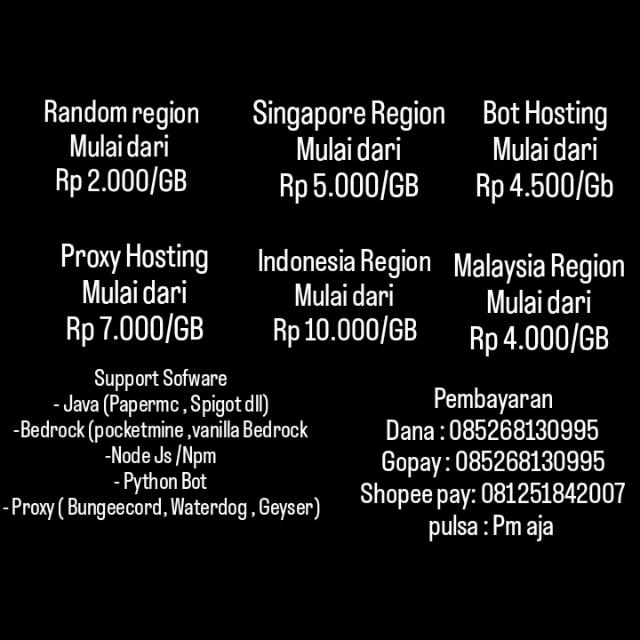 Random region
Mulai dari
Rp 2.000/GB
Singapore Region
Mulai dari
Rp 5.000/GB
Bot Hosting
Mulai dari
Rp 4.500/Gb
Proxy Hosting
Mulai dari
Rp 7.000/GB
Indonesia Region
Mulai dari
Rp 10.000/GB
Malaysia Region
Mulai dari
Rp 4.000/GB
Support Sofware
- Java (Papermc , Spigot dll)
-Bedrock (pocketmine ,vanilla Bedrock
-Node Js /Npm
- Python Bot
- Proxy ( Bungeecord, Waterdog , Geyser)
Pembayaran
Dana : 085268130995
Gopay : 085268130995
Shopee pay: 081251842007
pulsa : Pm aja